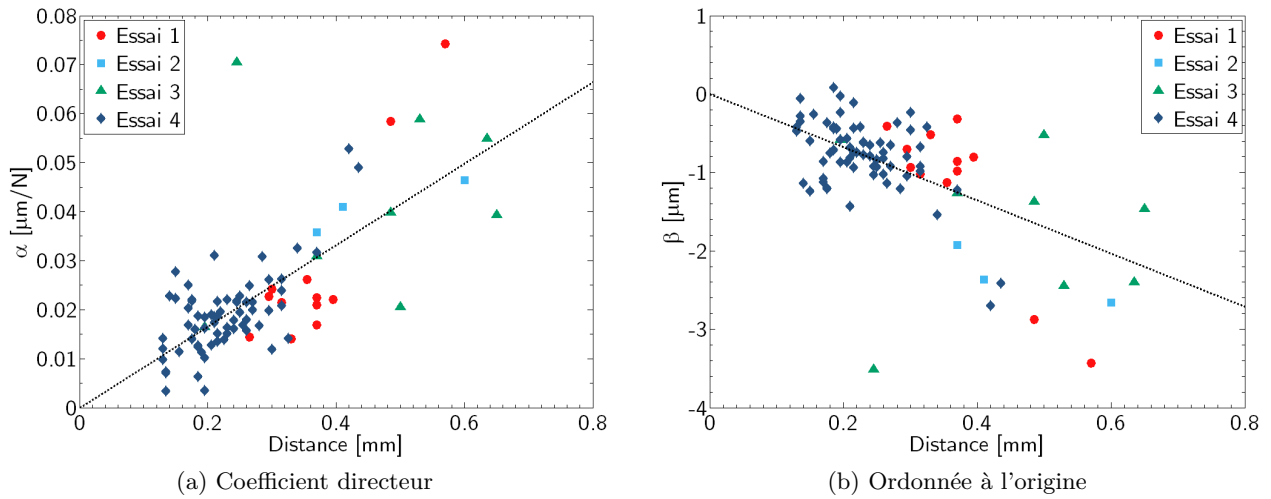 0.08
0.07
0.06
0.05
0.04
0.03
0.02
0.01
0
α [µm/N]
Essai 1
Essai 2
Essai 3
Essai 4
0.2
0.4
0.6
0.8
Distance [mm]
(a) Coefficient directeur
1
0
-1
-2
-3
-4
β [µm]
Essai 1
Essai 2
Essai 3
Essai 4
0
0.2
0.4
0.6
0.8
Distance [mm]
(b) Ordonnée à l'origine